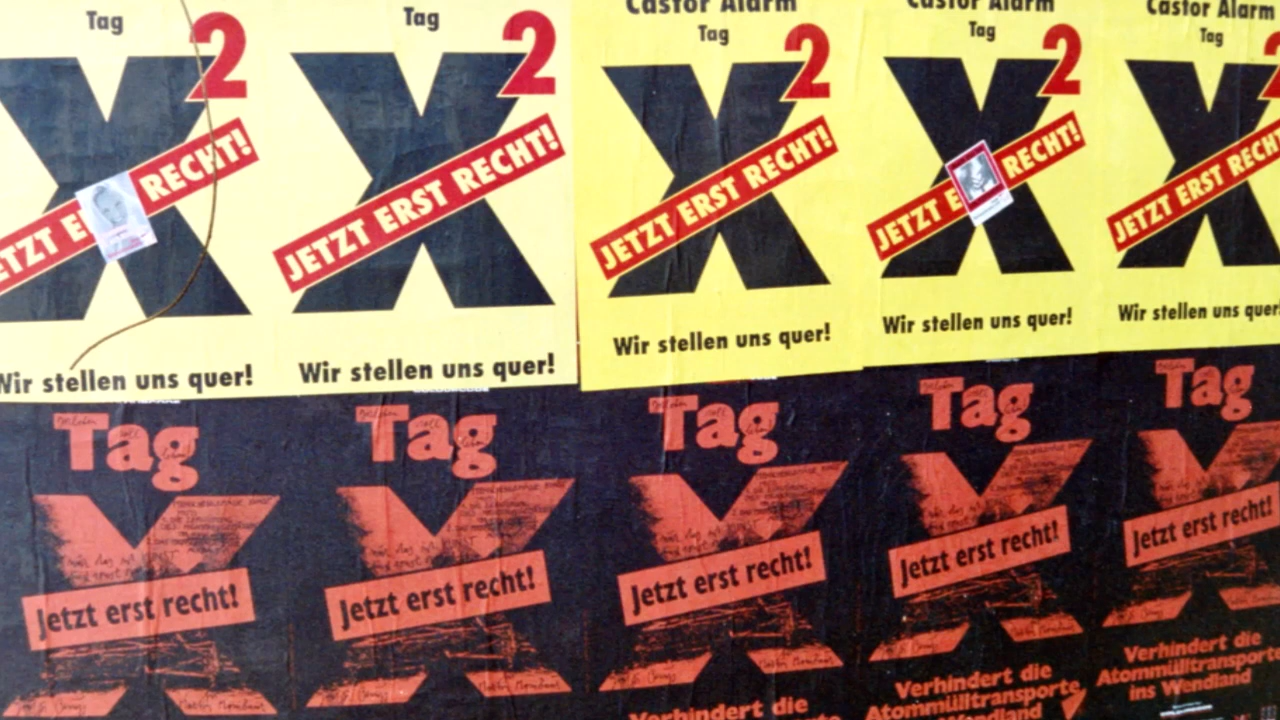 Tag
2
X
JETZT E RECHT!
Wir stellen uns quer!
Tag
2
X
JETZT ERST RECHT!
Wir stellen uns quer!
Castor Alarm
Tag
2
X
JETZT ERST RECHT!
Wir stellen uns quer!
Castor Alarm
Tag
2
X
JETZT E RECHT!
Wir stellen uns quer!
Castor Alarm
Tag
2
X
JETZT ERST RECHT
Wir stellen uns quer!
Tag
X
Jetzt erst recht!
Tag
X
Jetzt erst recht!
Tag
X
Jetzt erst recht!
Verhindert die
Tag
X
Jetzt erst recht!
Verhindert die
Atommülltransporte
Wendland
Tag
X
Jetzt erst recht!
Verhindert die
Atommülltransporte
ins Wendland